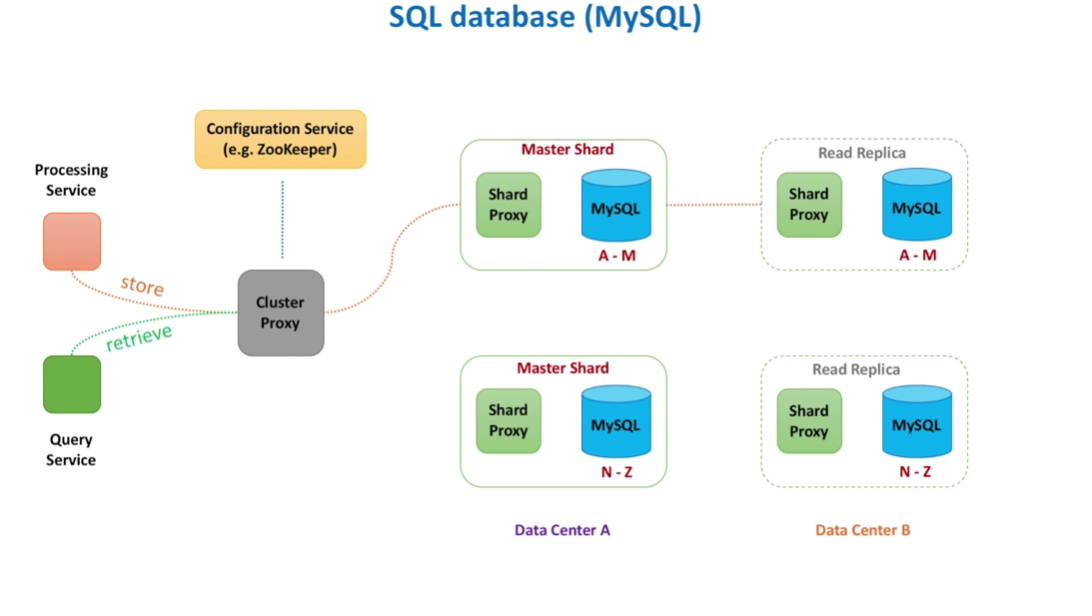 SQL database (MySQL)
Configuration Service
(e.g. ZooKeeper)
Processing
Service
store
retrieve
Cluster
Proxy
Query
Service
Master Shard
Shard
Proxy
MySQL
A - M
Read Replica
Shard
Proxy
MySQL
A - M
Master Shard
Shard
Proxy
MySQL
N - Z
Read Replica
Shard
Proxy
MySQL
N - Z
Data Center A
Data Center B